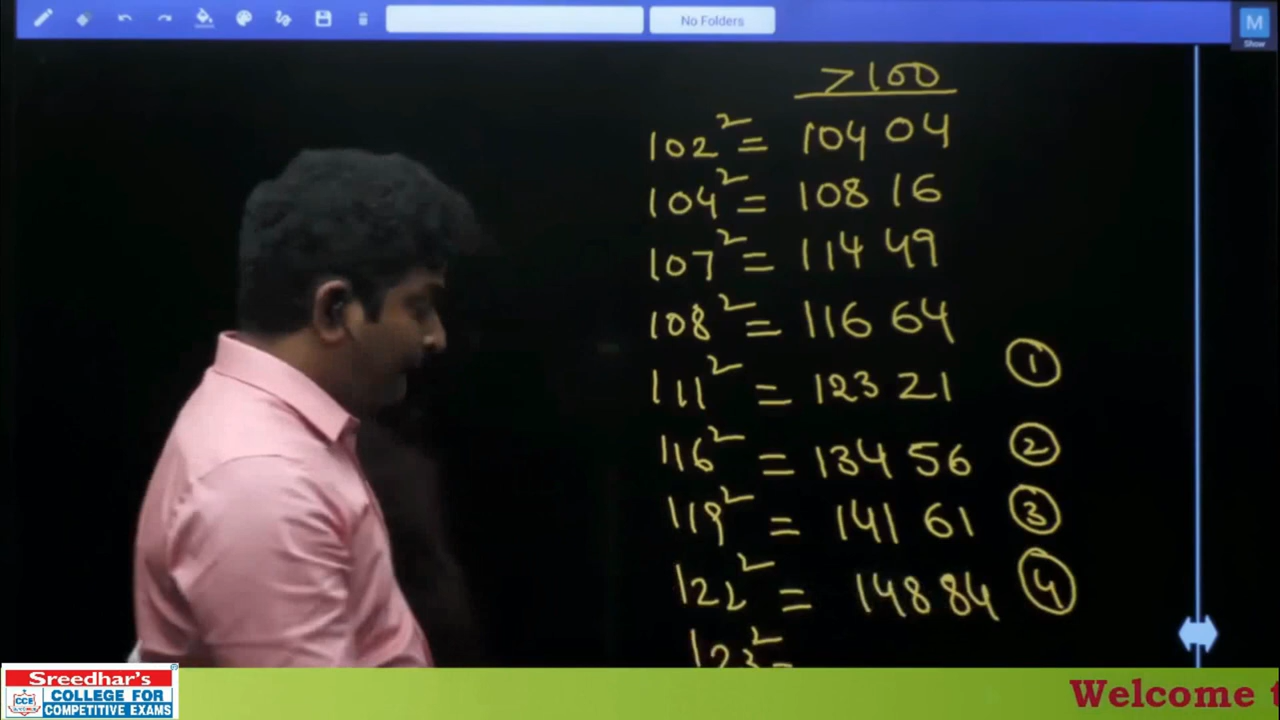 No Folders
M
Show
>100
102² = 104 04
104² = 108 16
107² = 114 49
108² = 116 64
111² = 123 21 ①
116² = 134 56 ②
119² = 141 61 ③
122² = 148 84 ④
123² =
Sreedhar's
CCE
COLLEGE FOR
COMPETITIVE EXAMS
Welcome t